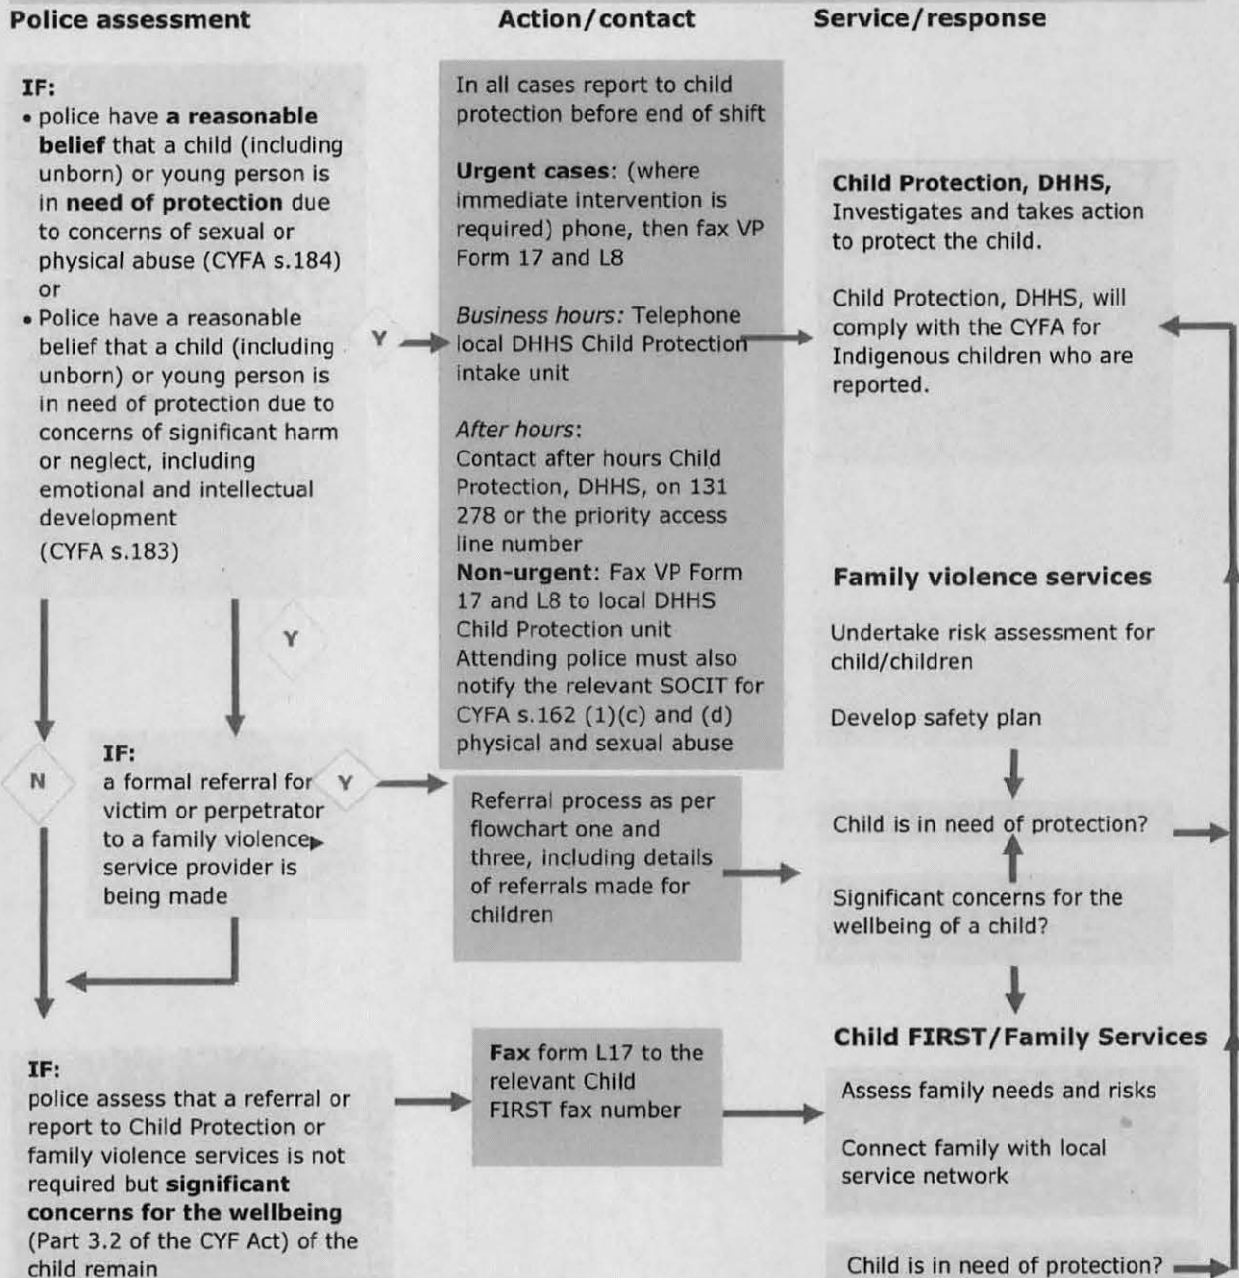 Police assessment
Action/contact
Service/response
IF:
• police have a reasonable
belief that a child (including
unborn) or young person is
in need of protection due
to concerns of sexual or
physical abuse (CYFA s.184)
or
• Police have a reasonable
belief that a child (including
unborn) or young person is
in need of protection due to
concerns of significant harm
or neglect, including
emotional and intellectual
development
(CYFA s.183)
Y
In all cases report to child
protection before end of shift
Urgent cases: (where
immediate intervention is
required) phone, then fax VP
Form 17 and L8
Business hours: Telephone
local DHHS Child Protection
intake unit
After hours:
Contact after hours Child
Protection, DHHS, on 131
278 or the priority access
line number
Non-urgent: Fax VP Form
17 and L8 to local DHHS
Child Protection unit
Attending police must also
notify the relevant SOCIT for
CYFA s.162 (1)(c) and (d)
physical and sexual abuse
Child Protection, DHHS,
Investigates and takes action
to protect the child.
Child Protection, DHHS, will
comply with the CYFA for
Indigenous children who are
reported.
Y
N
IF:
a formal referral for
victim or perpetrator
to a family violence
service provider is
being made
Y
Referral process as per
flowchart one and
three, including details
of referrals made for
children
Family violence services
Undertake risk assessment for
child/children
Develop safety plan
Child is in need of protection?
Significant concerns for the
wellbeing of a child?
IF:
police assess that a referral or
report to Child Protection or
family violence services is not
required but significant
concerns for the wellbeing
(Part 3.2 of the CYF Act) of the
child remain
Fax form L17 to the
relevant Child
FIRST fax number
Child FIRST/Family Services
Assess family needs and risks
Connect family with local
service network
Child is in need of protection?